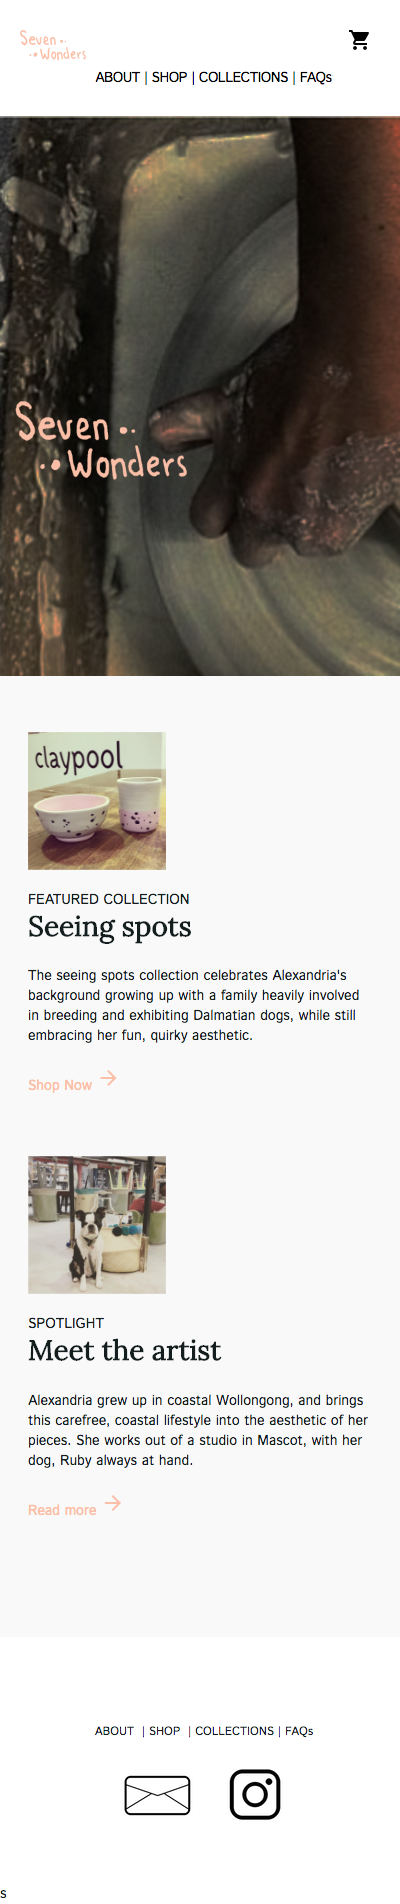 Seven
Wonders
ABOUT | SHOP | COLLECTIONS | FAQs
Seven
Wonders
claypool
FEATURED COLLECTION
Seeing spots
The seeing spots collection celebrates Alexandria's
background growing up with a family heavily involved
in breeding and exhibiting Dalmatian dogs, while still
embracing her fun, quirky aesthetic.
Shop Now
SPOTLIGHT
Meet the artist
Alexandria grew up in coastal Wollongong, and brings
this carefree, coastal lifestyle into the aesthetic of her
pieces. She works out of a studio in Mascot, with her
dog, Ruby always at hand.
Read more
ABOUT | SHOP | COLLECTIONS | FAQs
s